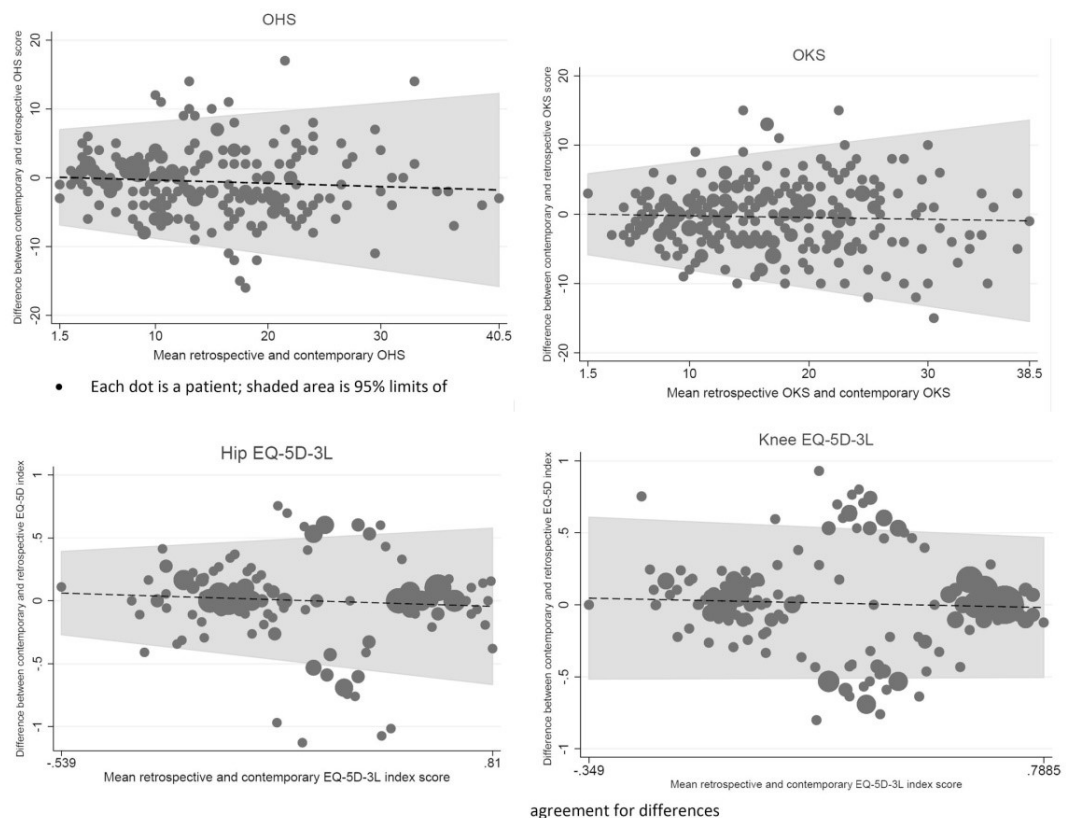 OHS
Difference between contemporary and retrospective OHS score
20
10
0
-10
-20
1.5
10
20
30
40.5
Mean retrospective and contemporary OHS
• Each dot is a patient; shaded area is 95% limits of
OKS
Difference between contemporary and retrospective OKS score
20
10
0
-10
-20
1.5
10
20
30
38.5
Mean retrospective OKS and contemporary OKS
Hip EQ-5D-3L
Difference between contemporary and retrospective EQ-5D index
1
.5
0
-.5
-1
-.539
.81
Mean retrospective and contemporary EQ-5D-3L index score
Knee EQ-5D-3L
Difference between contemporary and retrospective EQ-5D index
1
.5
0
-.5
-1
-.349
.7885
Mean retrospective and contemporary EQ-5D-3L index score
agreement for differences